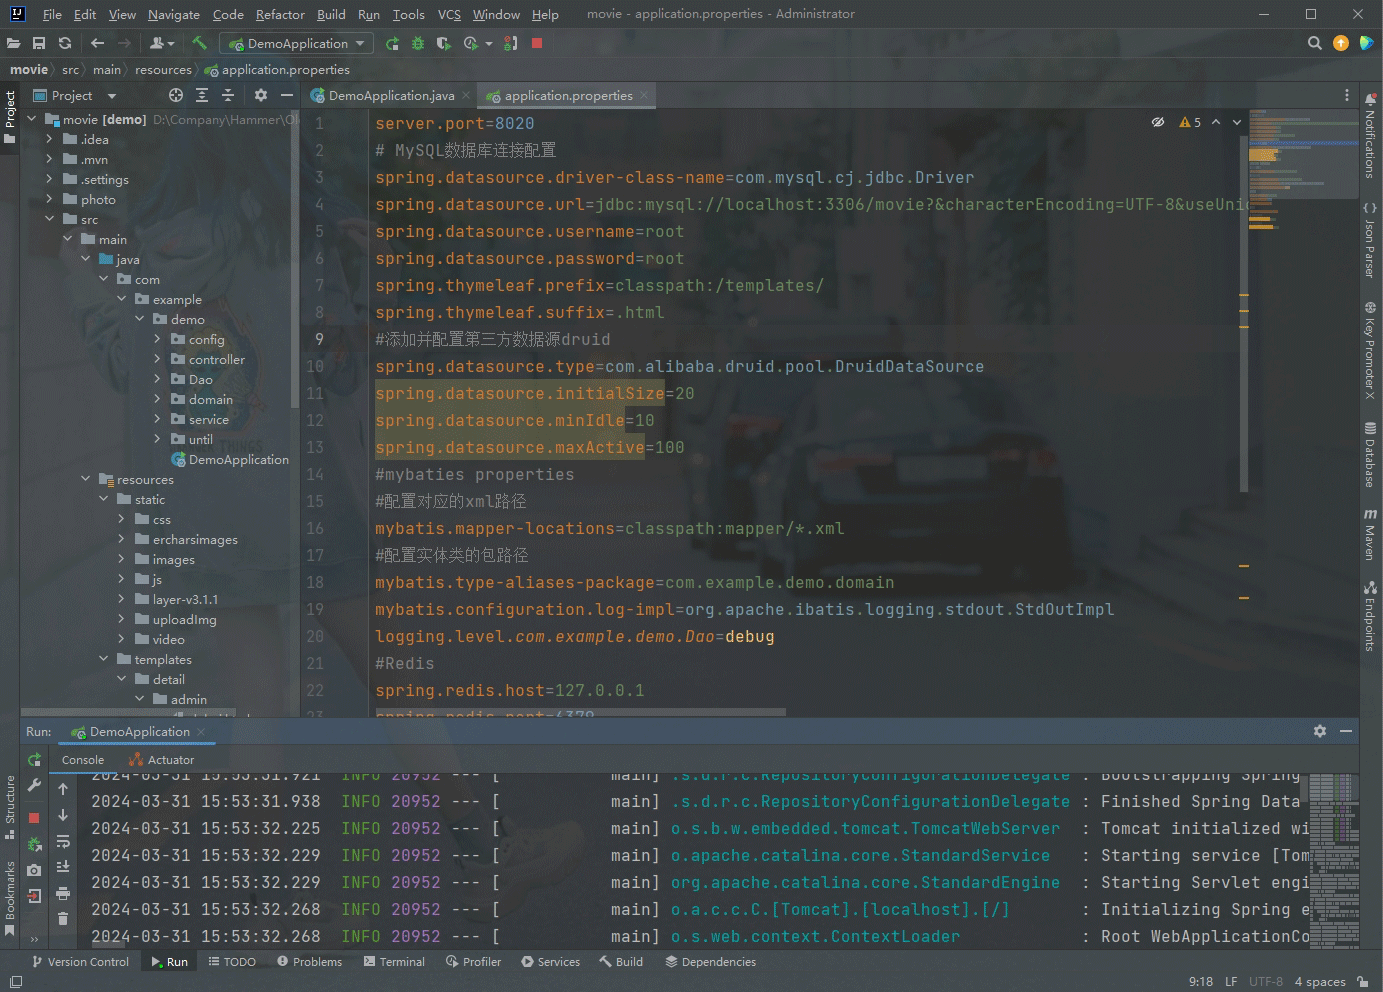 File Edit View Navigate Code Refactor Build Run Tools VCS Window Help movie - application.properties - Administrator
DemoApplication
movie src main resources application.properties
Project
Project
DemoApplication.java
application.properties
movie [demo] D:\Company\Hammer\Ol
.idea
.mvn
.settings
photo
src
main
java
com
example
demo
config
controller
Dao
domain
service
until
DemoApplication
resources
static
css
ercharsimages
images
js
layer-v3.1.1
uploadImg
video
templates
detail
admin
5
1 server.port=8020
2 # MySQL数据库连接配置
3 spring.datasource.driver-class-name=com.mysql.cj.jdbc.Driver
4 spring.datasource.url=jdbc:mysql://localhost:3306/movie?&characterEncoding=UTF-8&useUni
5 spring.datasource.username=root
6 spring.datasource.password=root
7 spring.thymeleaf.prefix=classpath:/templates/
8 spring.thymeleaf.suffix=.html
9 #添加并配置第三方数据源druid
10 spring.datasource.type=com.alibaba.druid.pool.DruidDataSource
11 spring.datasource.initialSize=20
12 spring.datasource.minIdle=10
13 spring.datasource.maxActive=100
14 #mybaties properties
15 #配置对应的xml路径
16 mybatis.mapper-locations=classpath:mapper/*.xml
17 #配置实体类的包路径
18 mybatis.type-aliases-package=com.example.demo.domain
19 mybatis.configuration.log-impl=org.apache.ibatis.logging.stdout.StdOutImpl
20 logging.level.com.example.demo.Dao=debug
21 #Redis
22 spring.redis.host=127.0.0.1
23 spring.redis.port=6379
Notifications
Json Parser
Key Promoter X
Database
Maven
Endpoints
Run: DemoApplication
Console Actuator
Structure
Bookmarks
2024-03-31 15:53:31.921 INFO 20952 --- [ main] .s.d.r.c.RepositoryConfigurationDelegate : Bootstrapping Spring
2024-03-31 15:53:31.938 INFO 20952 --- [ main] .s.d.r.c.RepositoryConfigurationDelegate : Finished Spring Data
2024-03-31 15:53:32.225 INFO 20952 --- [ main] o.s.b.w.embedded.tomcat.TomcatWebServer : Tomcat initialized wi
2024-03-31 15:53:32.229 INFO 20952 --- [ main] o.apache.catalina.core.StandardService : Starting service [Tom
2024-03-31 15:53:32.229 INFO 20952 --- [ main] org.apache.catalina.core.StandardEngine : Starting Servlet engi
2024-03-31 15:53:32.268 INFO 20952 --- [ main] o.a.c.c.C.[Tomcat].[localhost].[/] : Initializing Spring e
2024-03-31 15:53:32.268 INFO 20952 --- [ main] o.s.web.context.ContextLoader : Root WebApplicationCo
Version Control Run TODO Problems Terminal Profiler Services Build Dependencies
9:18 LF UTF-8 4 spaces